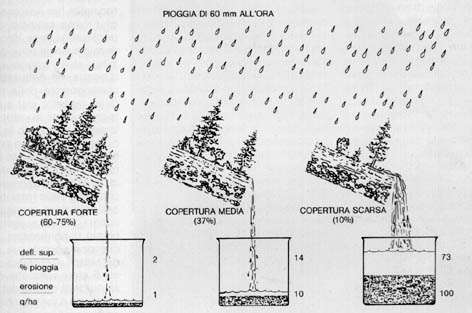 PIOGGIA DI 60 mm ALL'ORA
COPERTURA FORTE
(60-75%)
COPERTURA MEDIA
(37%)
COPERTURA SCARSA
(10%)
defl. sup.
% pioggia
erosione
q/ha
2
1
14
10
73
100